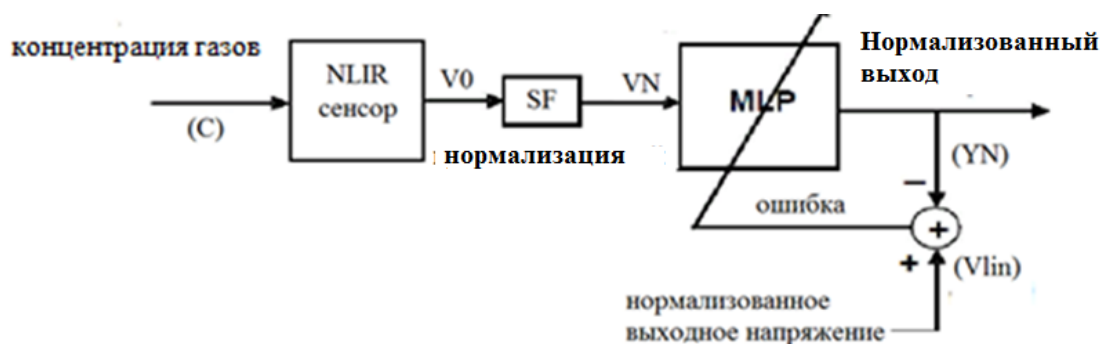 концентрация газов
(C)
NLIR
сенсор
V0
SF
нормализация
VN
MLP
Нормализованный
выход
(YN)
–
ошибка
+
+
(Vlin)
нормализованное
выходное напряжение